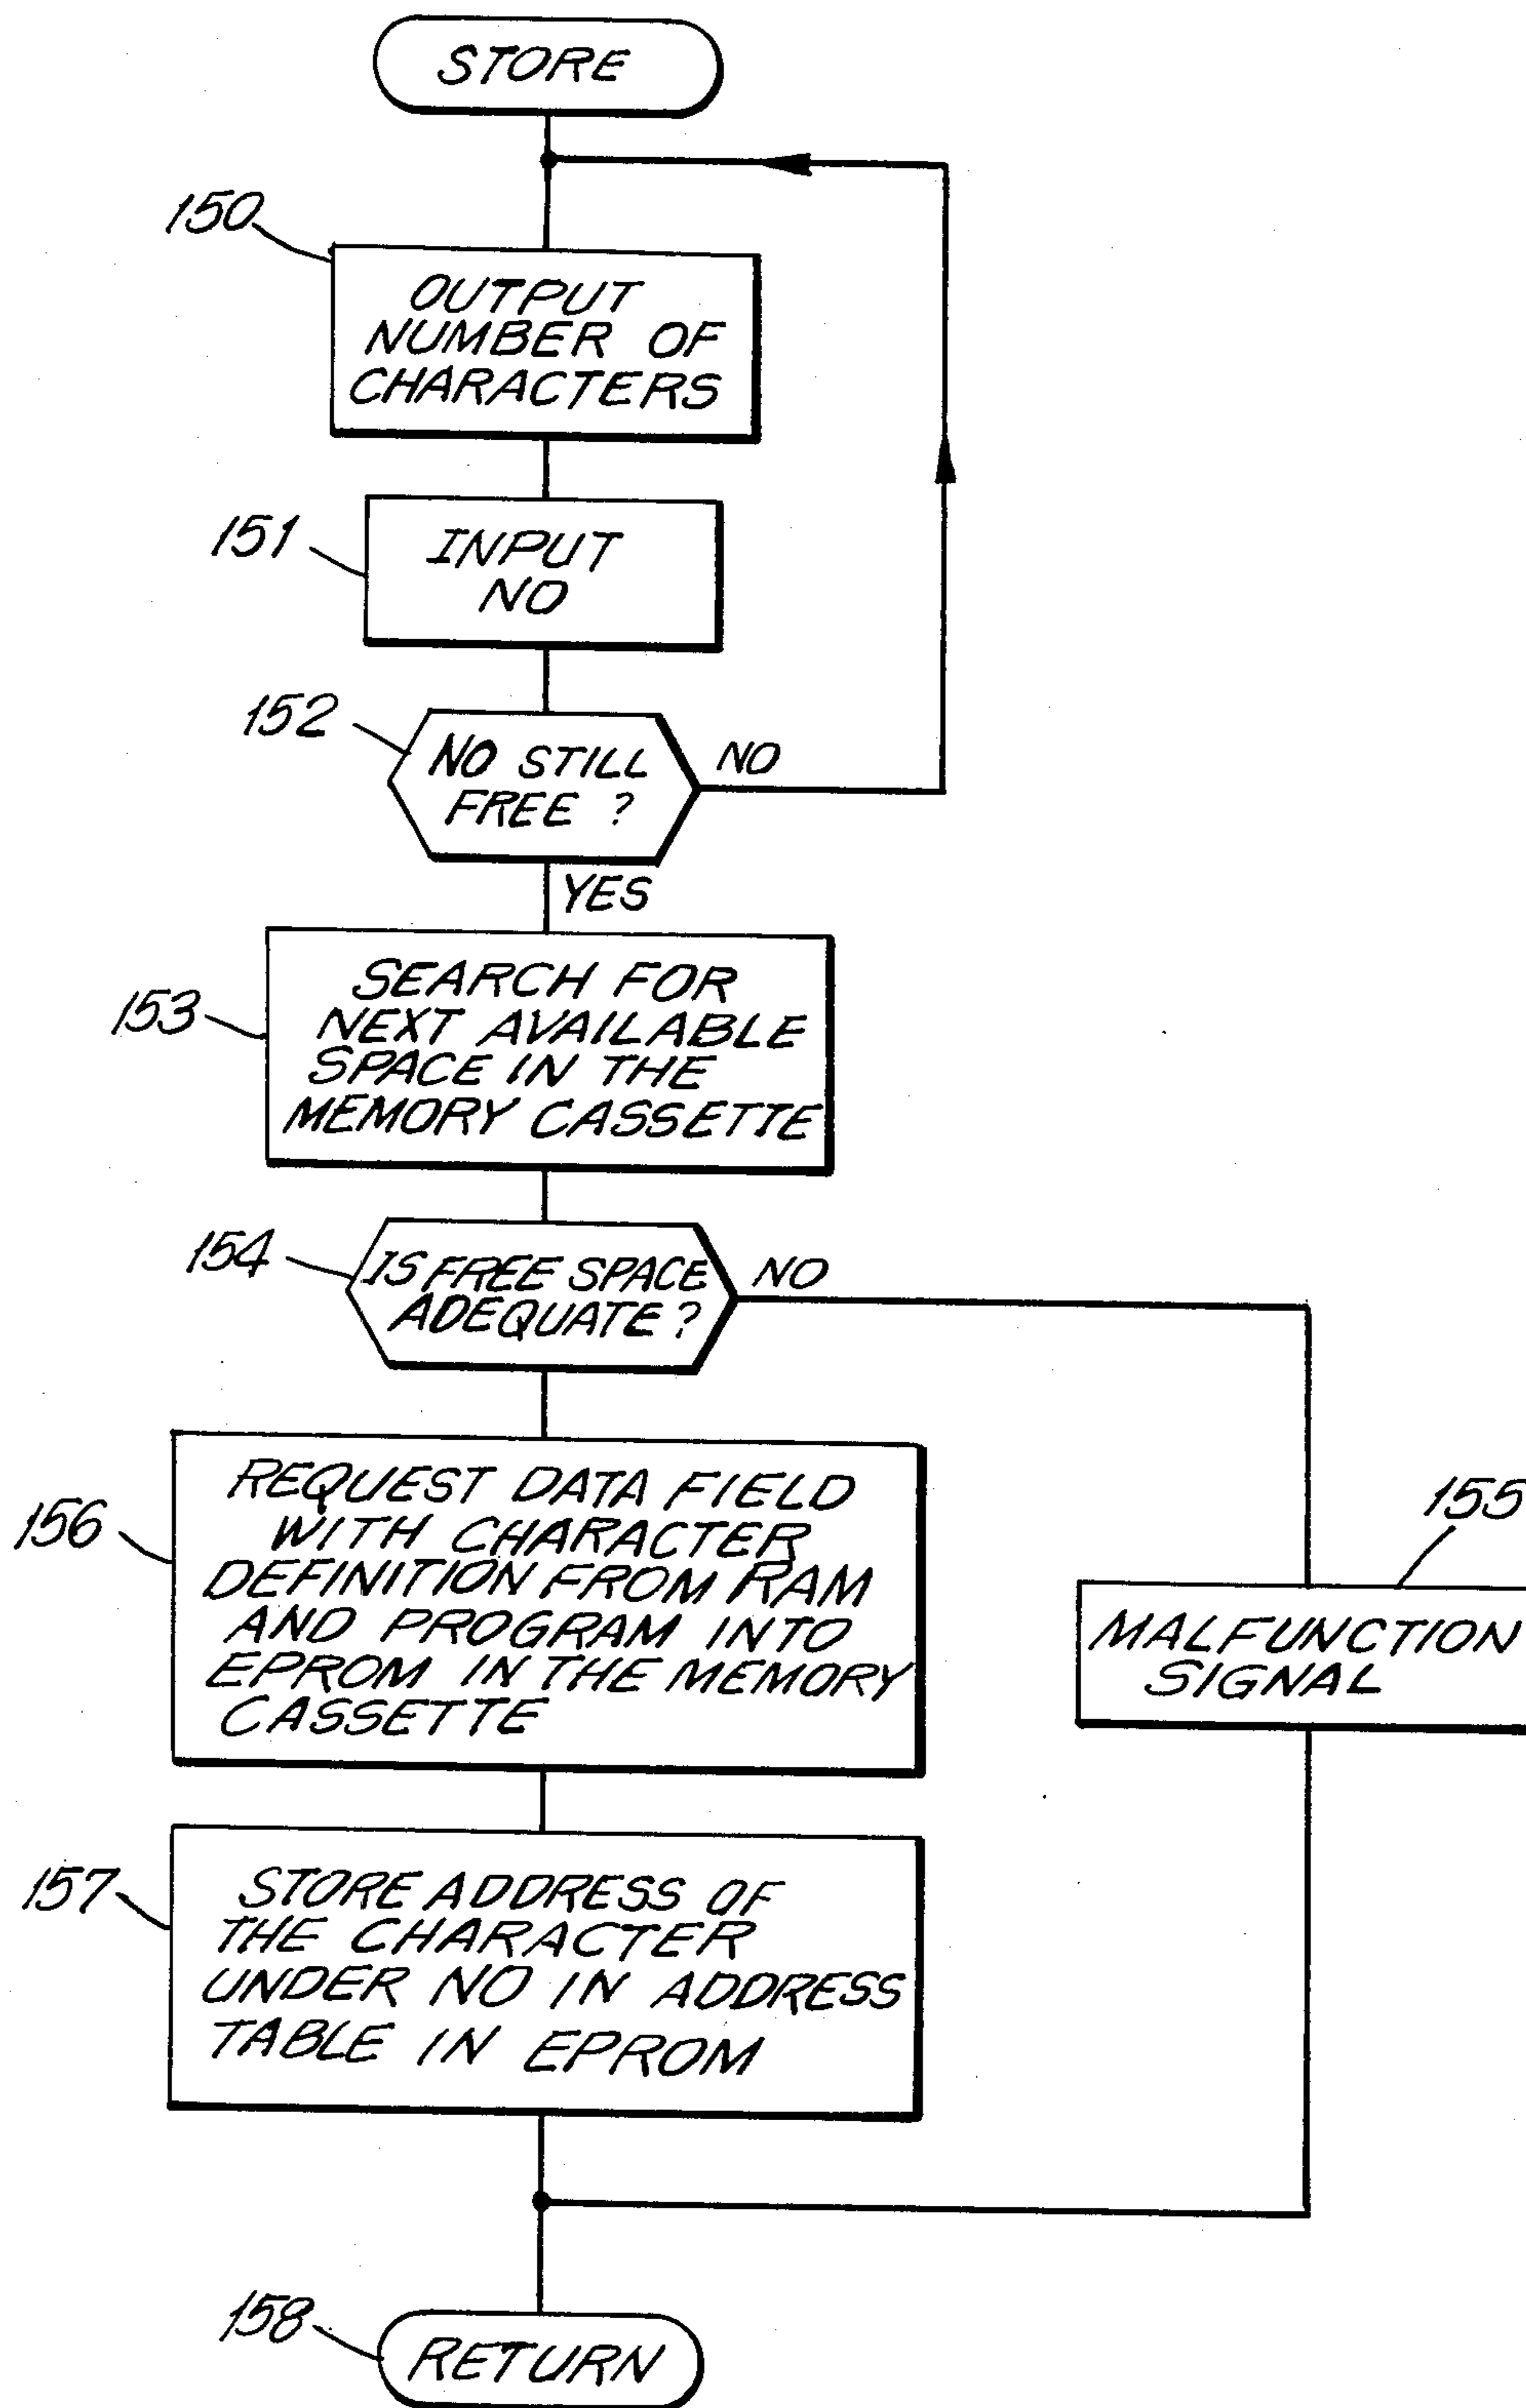 STORE
150
OUTPUT
NUMBER OF
CHARACTERS
151
INPUT
NO
152
NO STILL
FREE ?
NO
YES
153
SEARCH FOR
NEXT AVAILABLE
SPACE IN THE
MEMORY CASSETTE
154
IS FREE SPACE
ADEQUATE ?
NO
156
REQUEST DATA FIELD
WITH CHARACTER
DEFINITION FROM RAM
AND PROGRAM INTO
EPROM IN THE MEMORY
CASSETTE
155
MALFUNCTION
SIGNAL
157
STORE ADDRESS OF
THE CHARACTER
UNDER NO IN ADDRESS
TABLE IN EPROM
158
RETURN